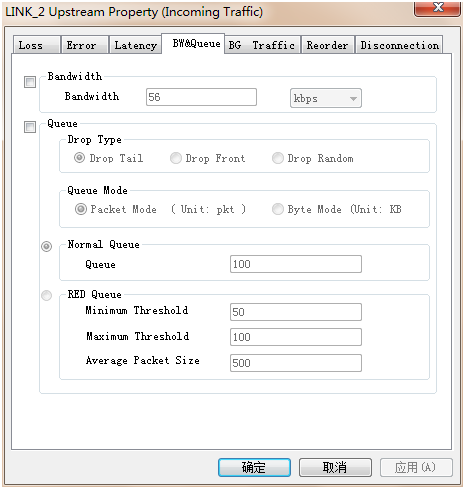 LINK_2 Upstream Property (Incoming Traffic)
Loss Error Latency BW&Queue BG Traffic Reorder Disconnection
Bandwidth
Bandwidth 56 kbps
Queue
Drop Type
Drop Tail Drop Front Drop Random
Queue Mode
Packet Mode ( Unit: pkt ) Byte Mode (Unit: KB
Normal Queue
Queue 100
RED Queue
Minimum Threshold 50
Maximum Threshold 100
Average Packet Size 500
确定 取消 应用(A)